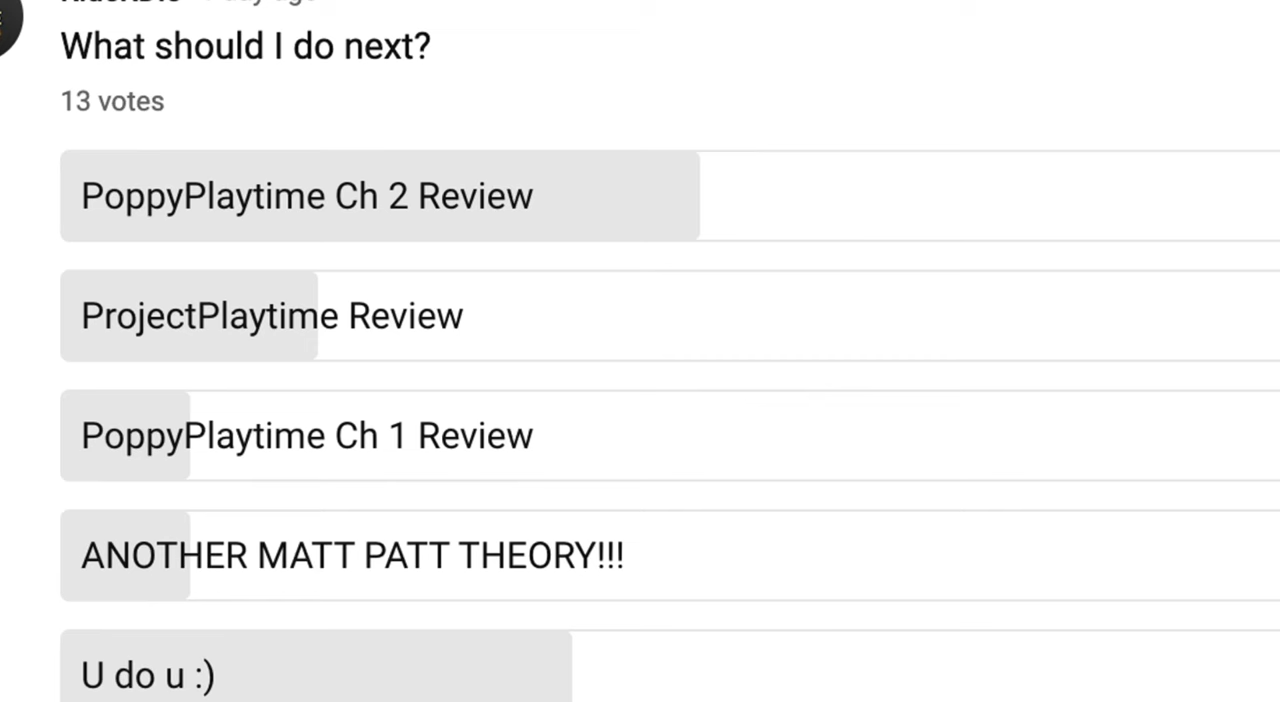 What should I do next?
13 votes
PoppyPlaytime Ch 2 Review
ProjectPlaytime Review
PoppyPlaytime Ch 1 Review
ANOTHER MATT PATT THEORY!!!
U do u :)